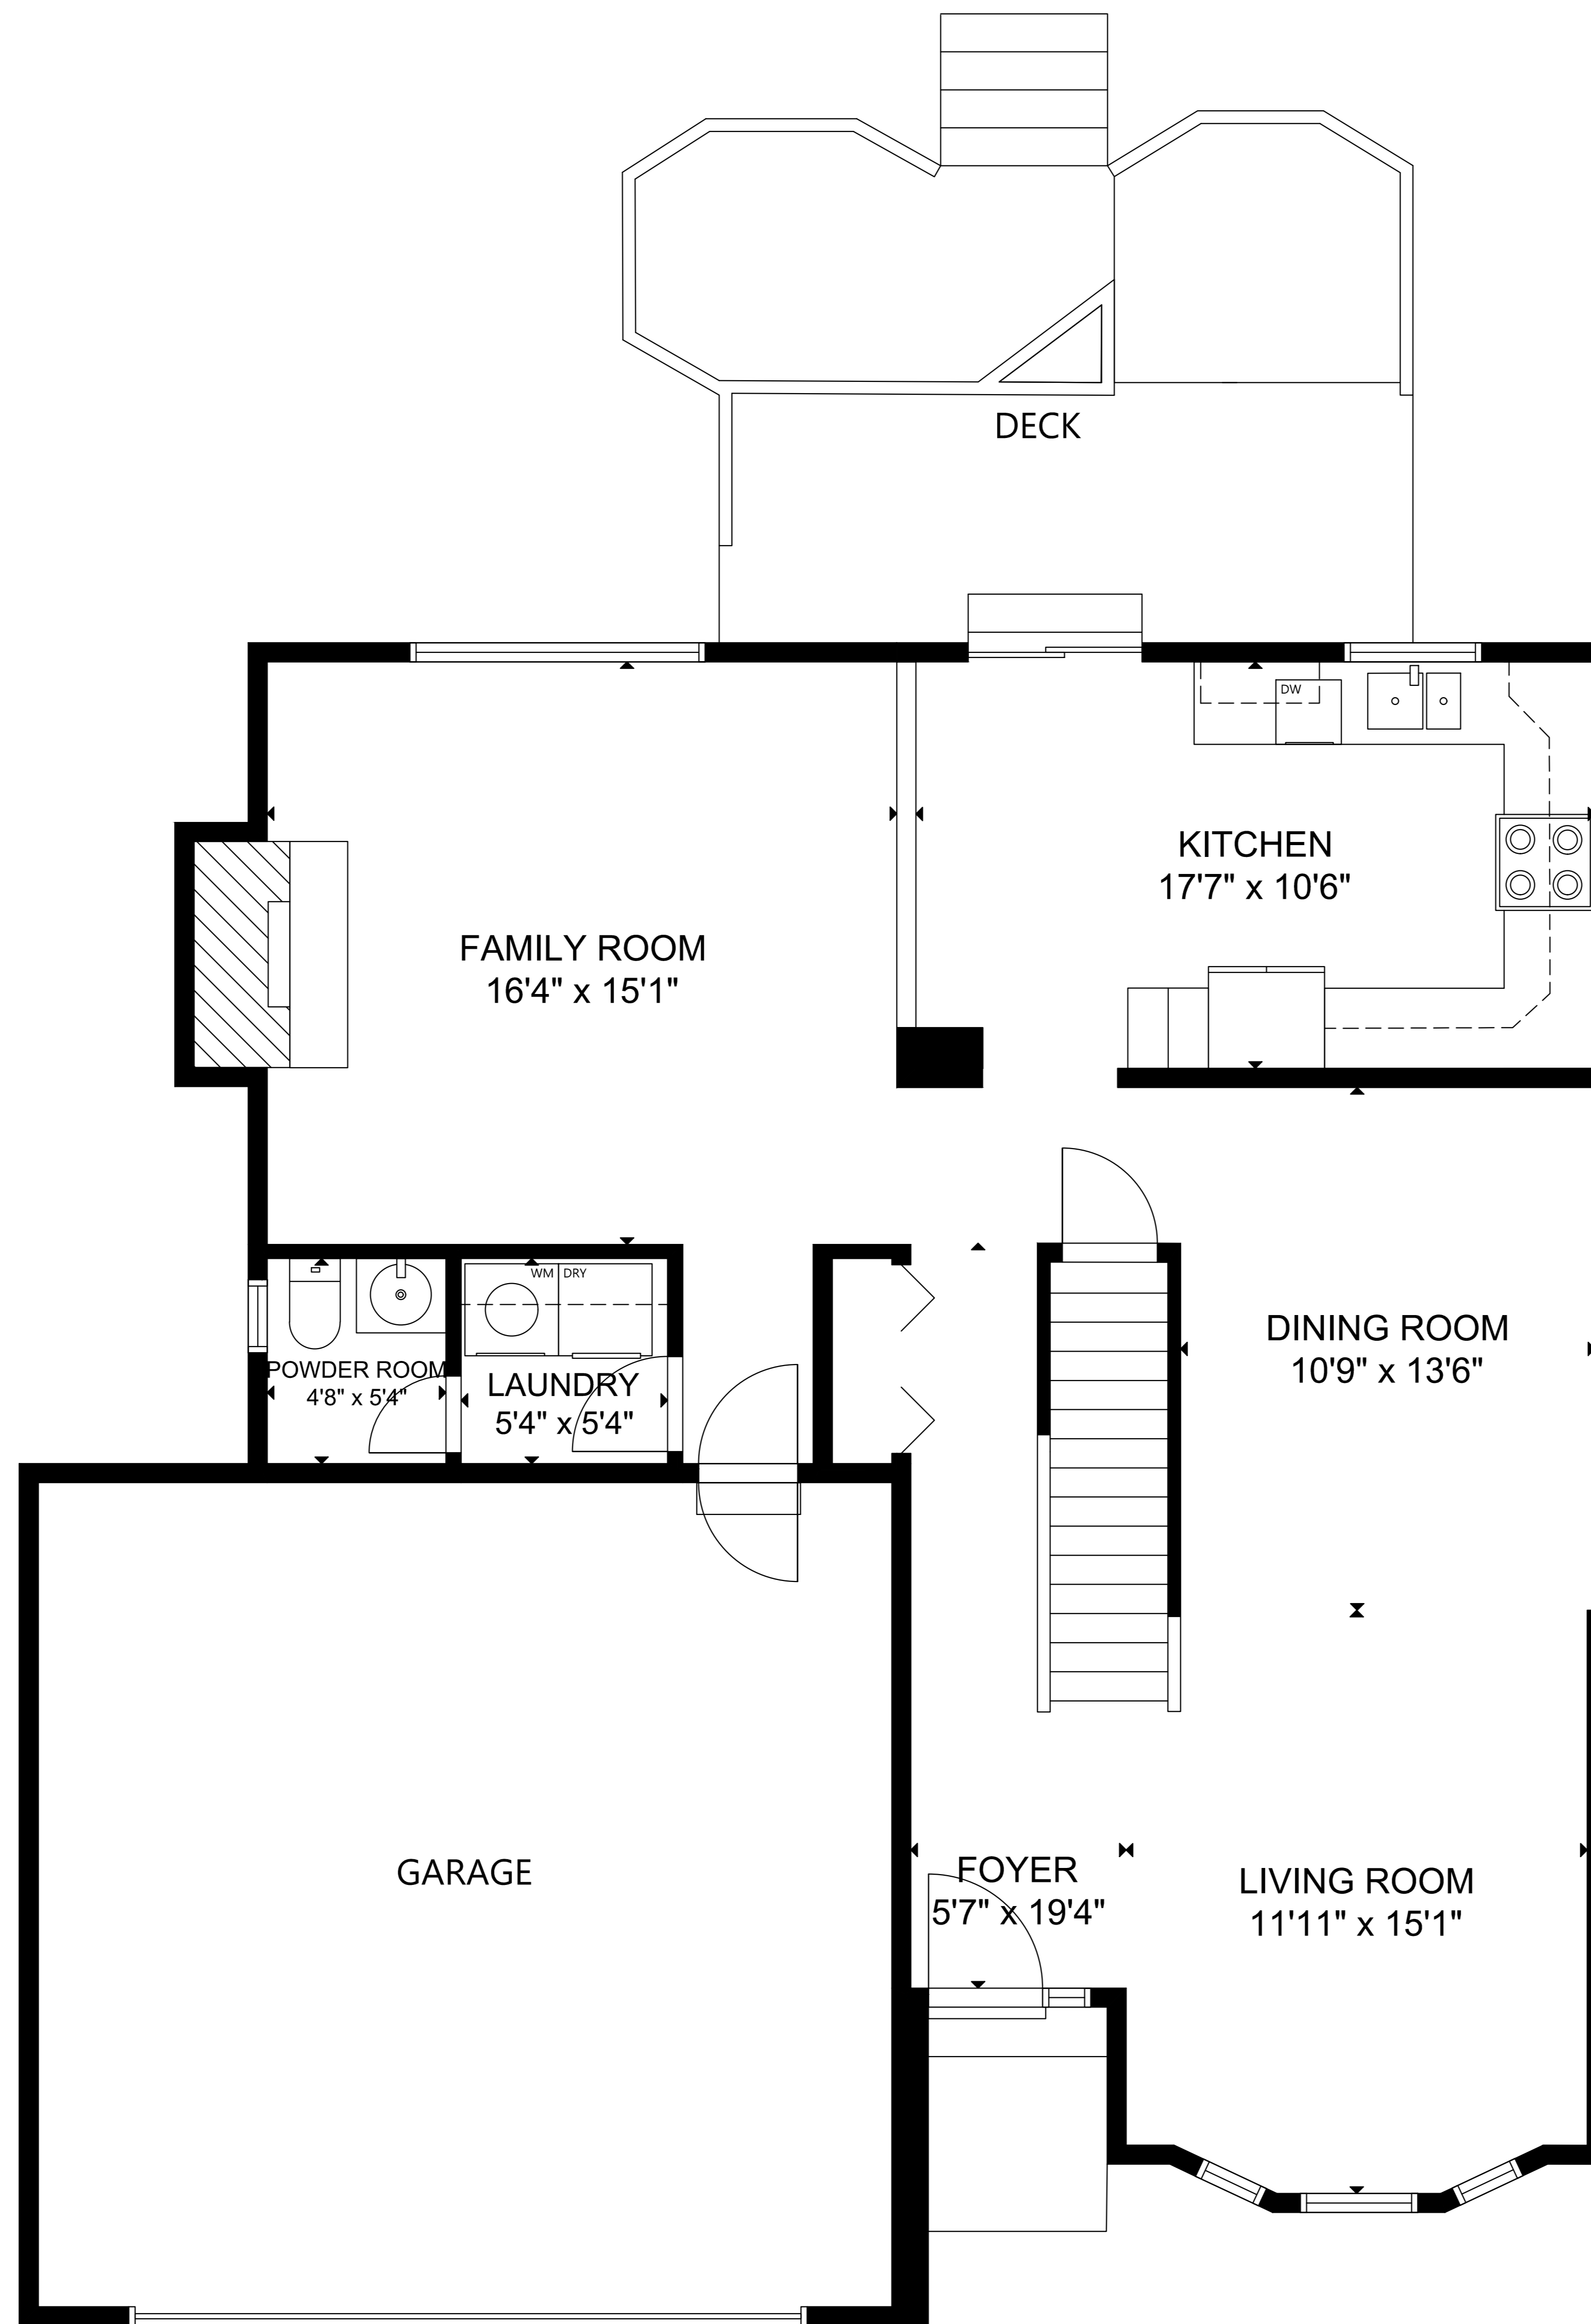 DECK
DW
KITCHEN
17'7" x 10'6"
FAMILY ROOM
16'4" x 15'1"
WM
DRY
DINING ROOM
10'9" x 13'6"
POWDER ROOM
4'8" x 5'4"
LAUNDRY
5'4" x 5'4"
GARAGE
FOYER
5'7" x 19'4"
LIVING ROOM
11'11" x 15'1"